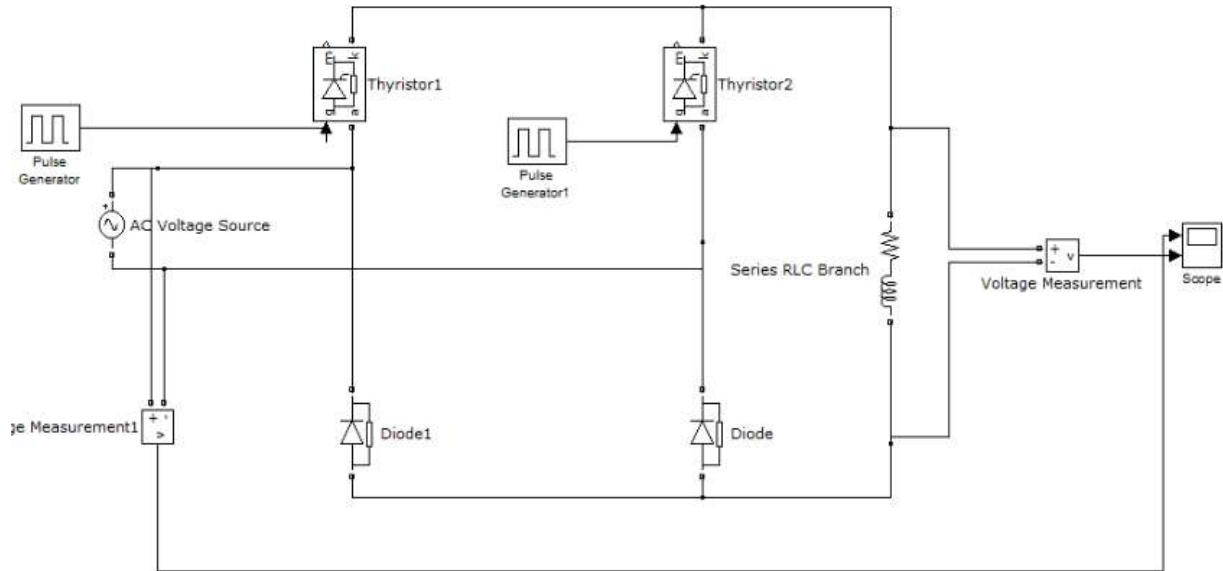 m
k
g
a
Thyristor1
m
k
g
a
Thyristor2
Pulse
Generator
Pulse
Generator1
+
AC Voltage Source
Series RLC Branch
+
-
v
Voltage Measurement
Scope
ge Measurement1
+
-
v
Diode1
Diode